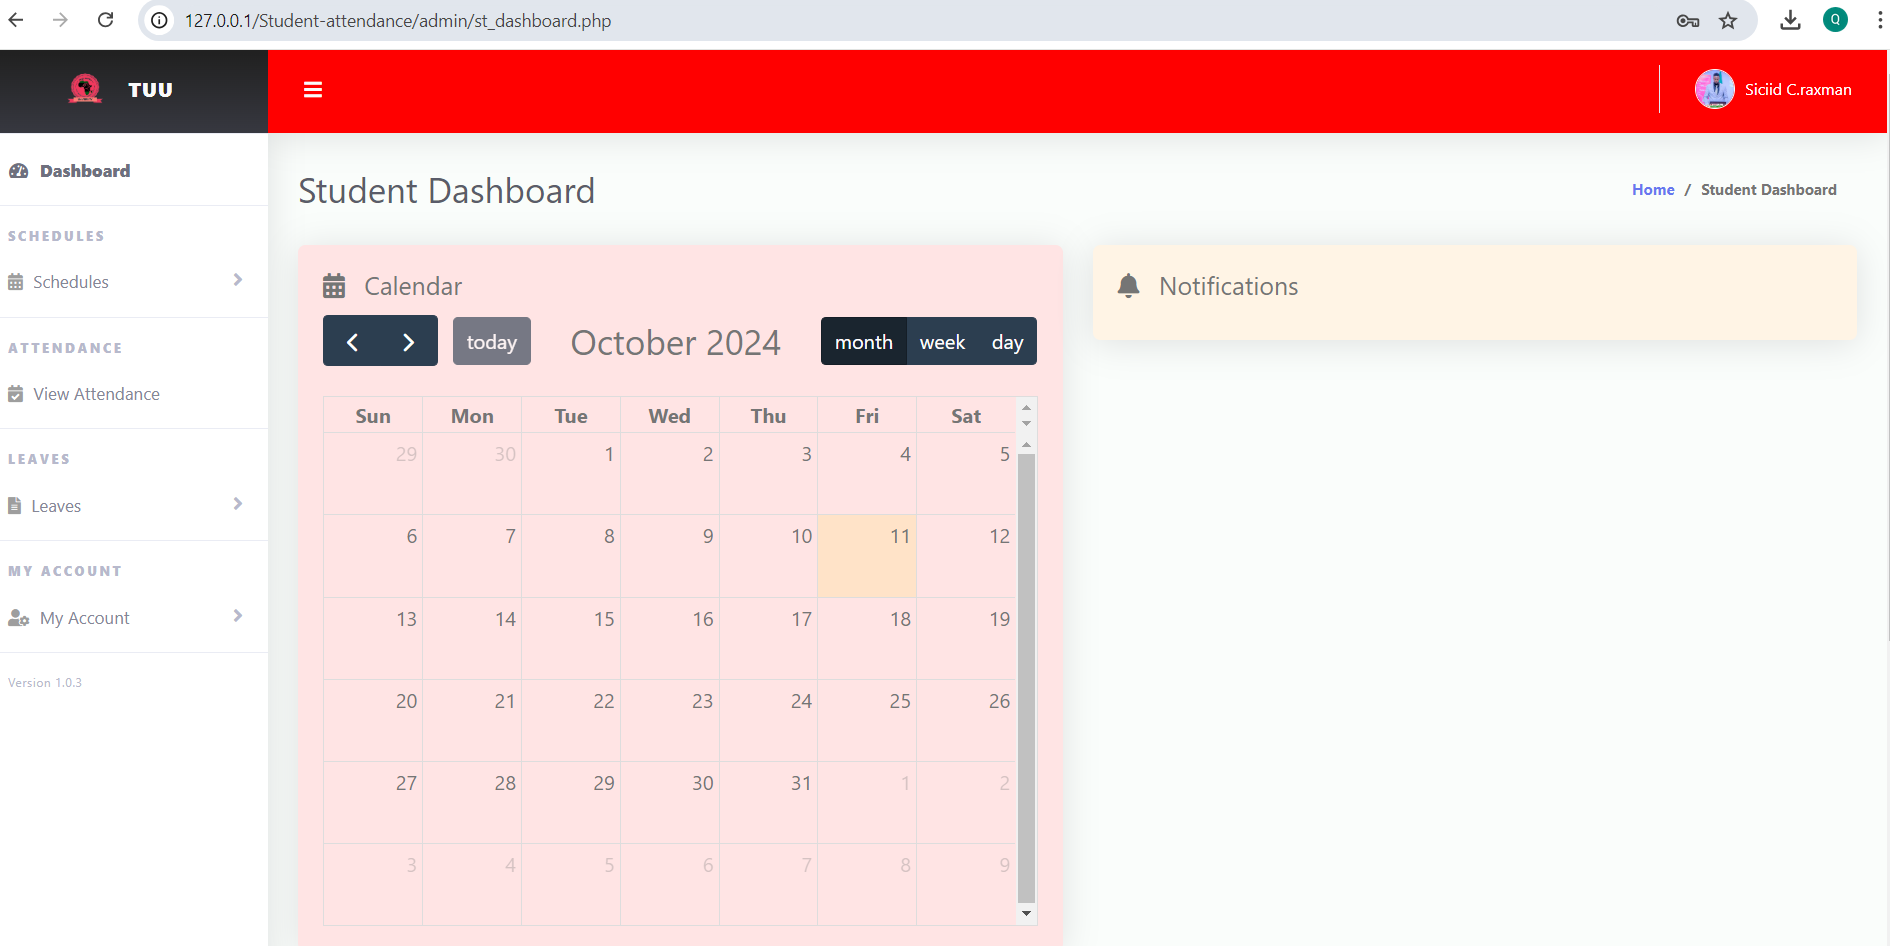 127.0.0.1/Student-attendance/admin/st_dashboard.php
Q
TUU
Siciid C.raxman
Dashboard
SCHEDULES
Schedules
ATTENDANCE
View Attendance
LEAVES
Leaves
MY ACCOUNT
My Account
Version 1.0.3
Student Dashboard
Home / Student Dashboard
Calendar
today
October 2024
month week day
Sun Mon Tue Wed Thu Fri Sat
29 30 1 2 3 4 5
6 7 8 9 10 11 12
13 14 15 16 17 18 19
20 21 22 23 24 25 26
27 28 29 30 31 1 2
3 4 5 6 7 8 9
Notifications